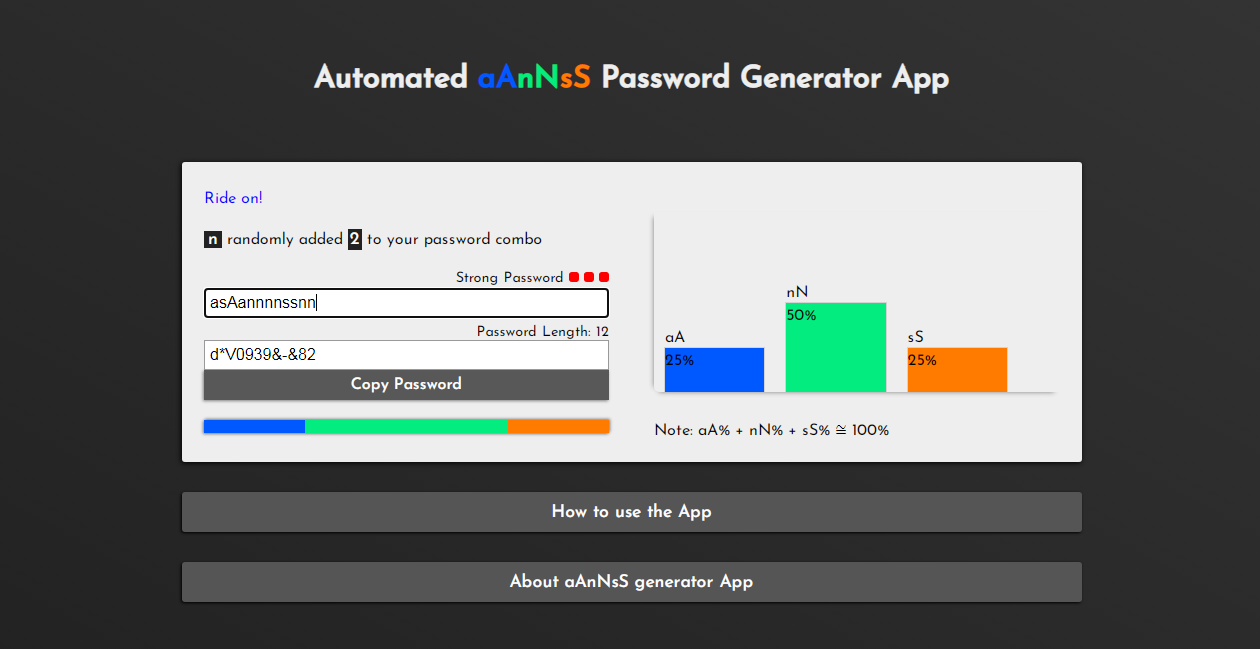 Automated aAnNsS Password Generator App
Ride on!
n randomly added 2 to your password combo
Strong Password
asAannnnssnn
Password Length: 12
d*V0939&-&82
Copy Password
nN
50%
aA
25%
sS
25%
Note: aA% + nN% + sS% ≅ 100%
How to use the App
About aAnNsS generator App